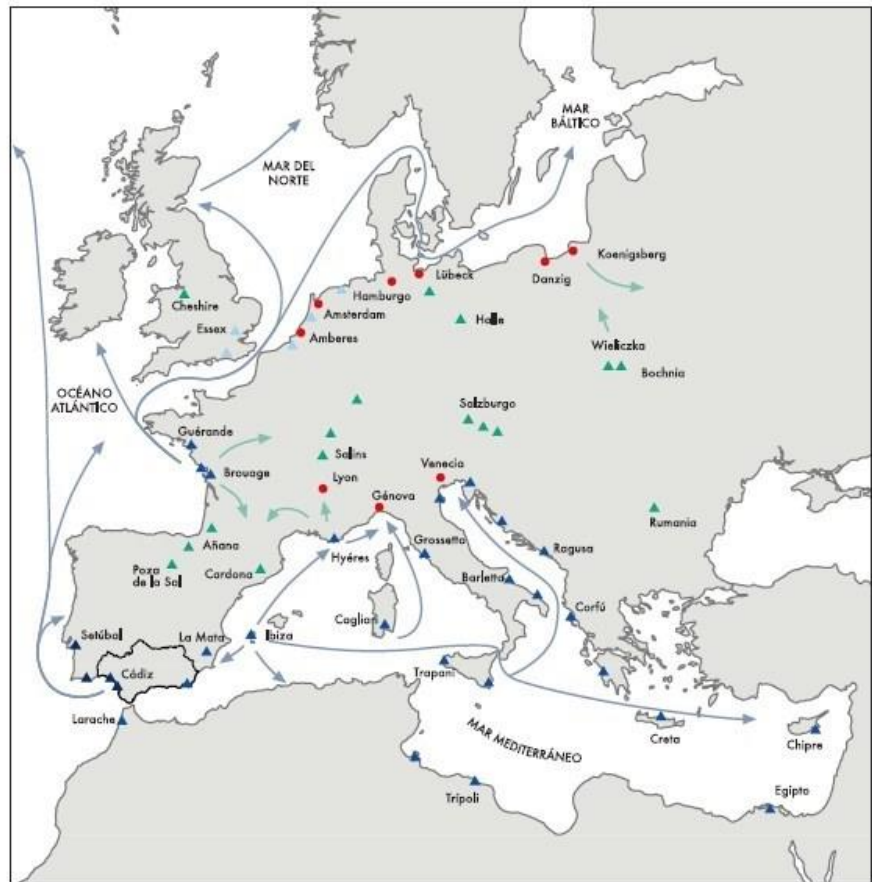 MAR
BÁLTICO
MAR DEL
NORTE
Koenigsberg
Lübeck
Danzig
Hamburgo
Cheshire
Amsterdam
Halle
Essex
Amberes
Wieliczka
Bochnia
OCÉANO
ATLÁNTICO
Salzburgo
Guérande
Salins
Brouage
Venecia
Lyon
Génova
Rumania
Añana
Grossetta
Ragusa
Hyéres
Poza
de la Sal
Cardona
Barletta
Corfú
Cagliari
Setúbal
La Mata
Ibiza
Cádiz
Trapani
Larache
Creta
Chipre
MAR MEDITERRÁNEO
Trípoli
Egipto